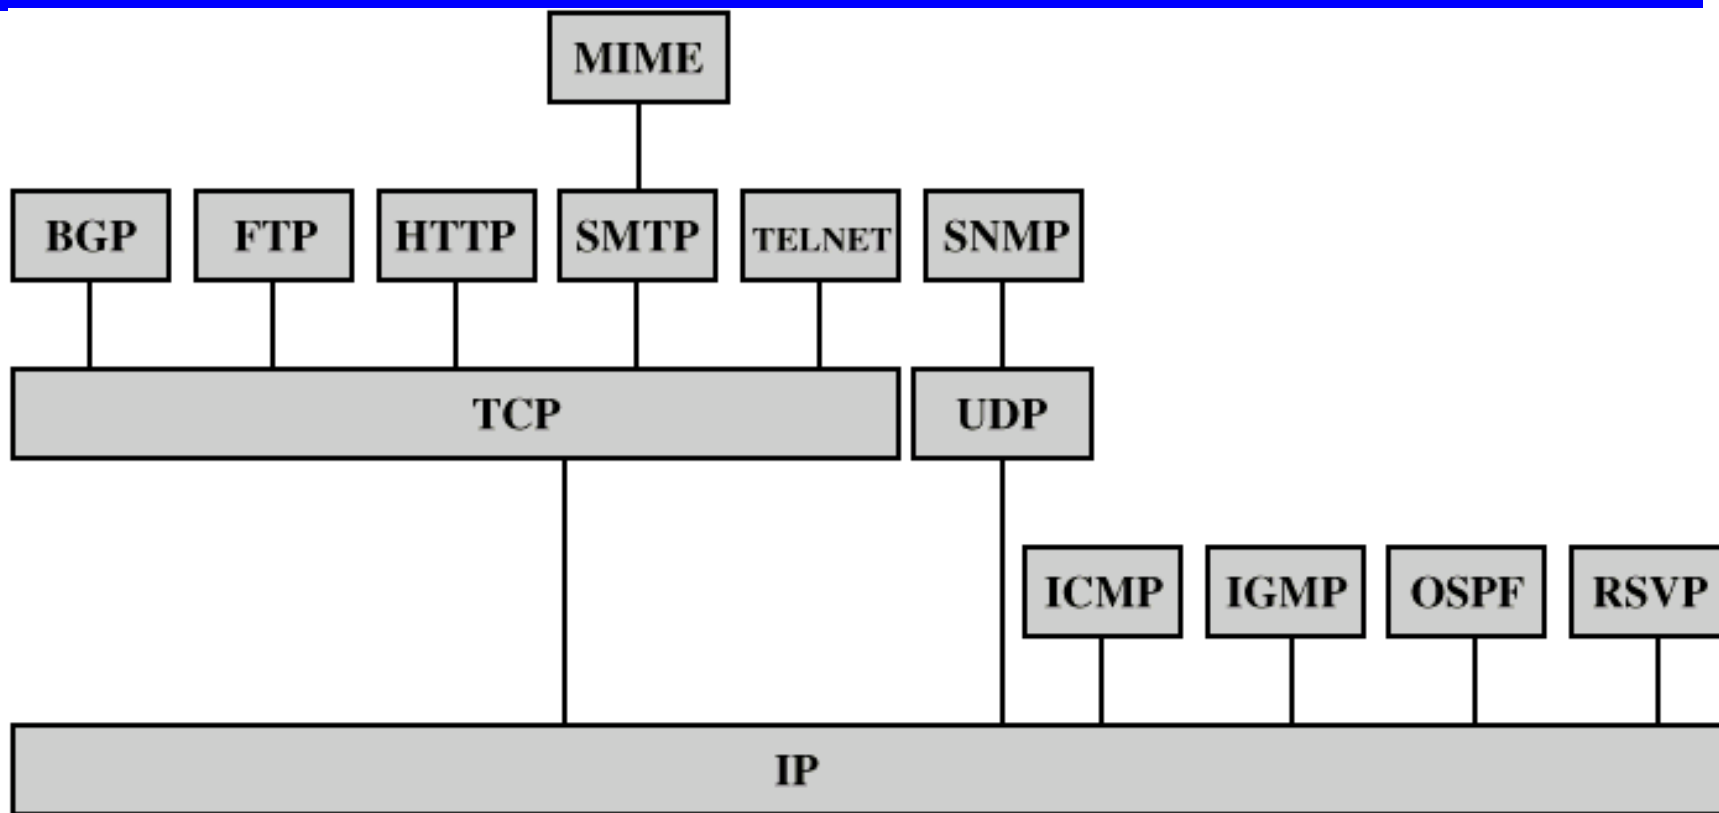 MIME
BGP FTP HTTP SMTP TELNET SNMP
TCP UDP
ICMP IGMP OSPF RSVP
IP